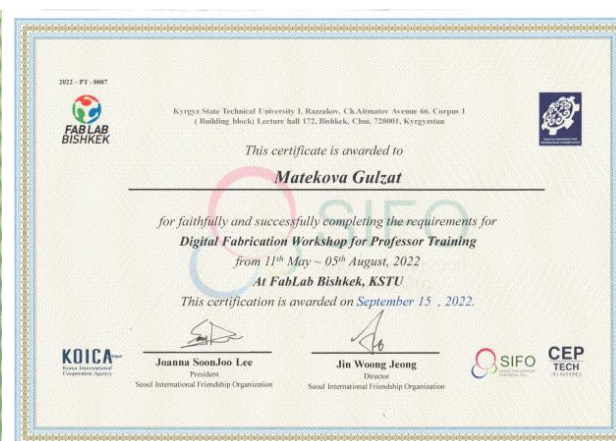 2022 - PT - 0007
FAB LAB
BISHKEK
Kyrgyz State Technical University I. Razzakov, Ch.Aitmatov Avenue 66, Corpus 1
( Building block) Lecture hall 172, Bishkek, Chui, 720001, Kyrgyzstan
This certificate is awarded to
Matekova Gulzat
for faithfully and successfully completing the requirements for
Digital Fabrication Workshop for Professor Training
from 11th May ~ 05th August, 2022
At FabLab Bishkek, KSTU
This certification is awarded on September 15 , 2022.
SIFO
KOICA
Korea International
Cooperation Agency
Joanna SoonJoo Lee
President
Seoul International Friendship Organization
Jin Woong Jeong
Director
Seoul International Friendship Organization
SIFO
CEP
TECH